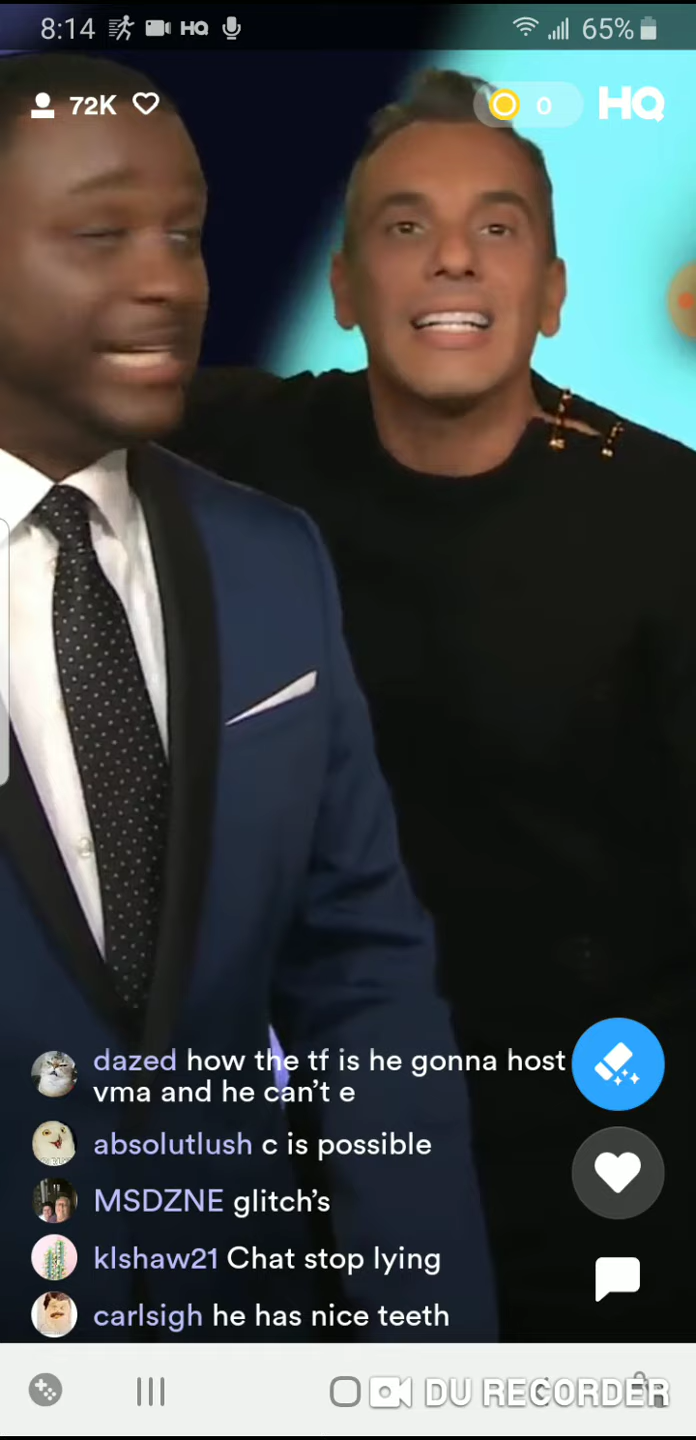 8:14 HQ 65%
72K 0 HQ
dazed how the tf is he gonna host
vma and he can't e
absolutlush c is possible
MSDZNE glitch's
klshaw21 Chat stop lying
carlsigh he has nice teeth
DU RECORDER